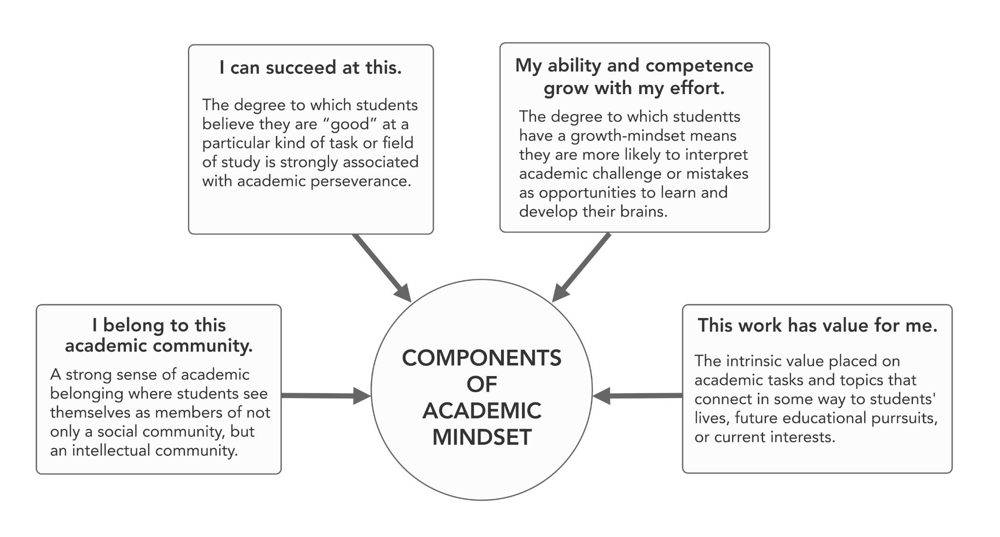 I can succeed at this.
The degree to which students
believe they are “good” at a
particular kind of task or field
of study is strongly associated
with academic perseverance.
My ability and competence
grow with my effort.
The degree to which studentts
have a growth-mindset means
they are more likely to interpret
academic challenge or mistakes
as opportunities to learn and
develop their brains.
I belong to this
academic community.
A strong sense of academic
belonging where students see
themselves as members of not
only a social community, but
an intellectual community.
COMPONENTS
OF
ACADEMIC
MINDSET
This work has value for me.
The intrinsic value placed on
academic tasks and topics that
connect in some way to students'
lives, future educational purrsuits,
or current interests.